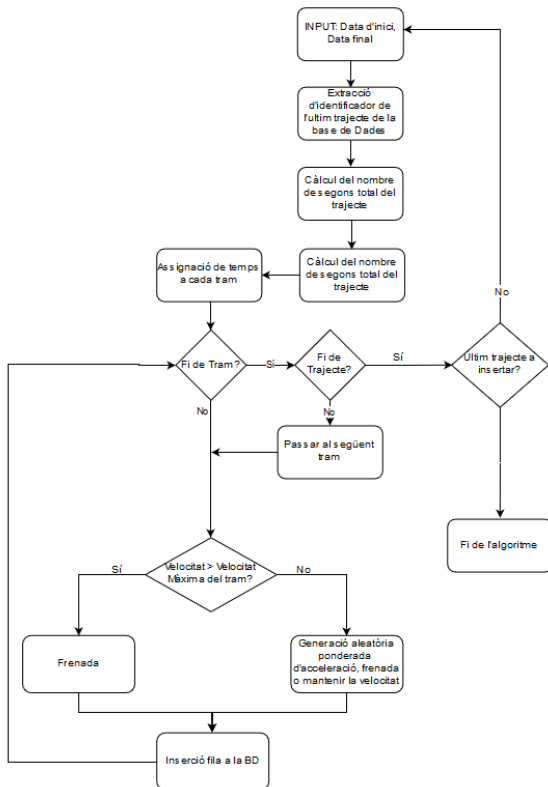 INPUT: Data d'inici,
Data final
Extracció
d'identificador de
l'ultim trajecte de la
base de Dades
Càlcul del nombre
de segons total del
trajecte
Càlcul del nombre
de segons total del
trajecte
Assignació de temps
a cada tram
No
Fi de Tram?
Sí
Fi de
Trajecte?
Sí
Últim trajecte a
insertar?
No
No
Sí
Passar al següent
tram
Fi de l'algoritme
Sí
Velocitat > Velocitat
Màxima del tram?
No
Frenada
Generació aleatòria
ponderada
d'acceleració, frenada
o mantenir la velocitat
Inserció fila a la BD